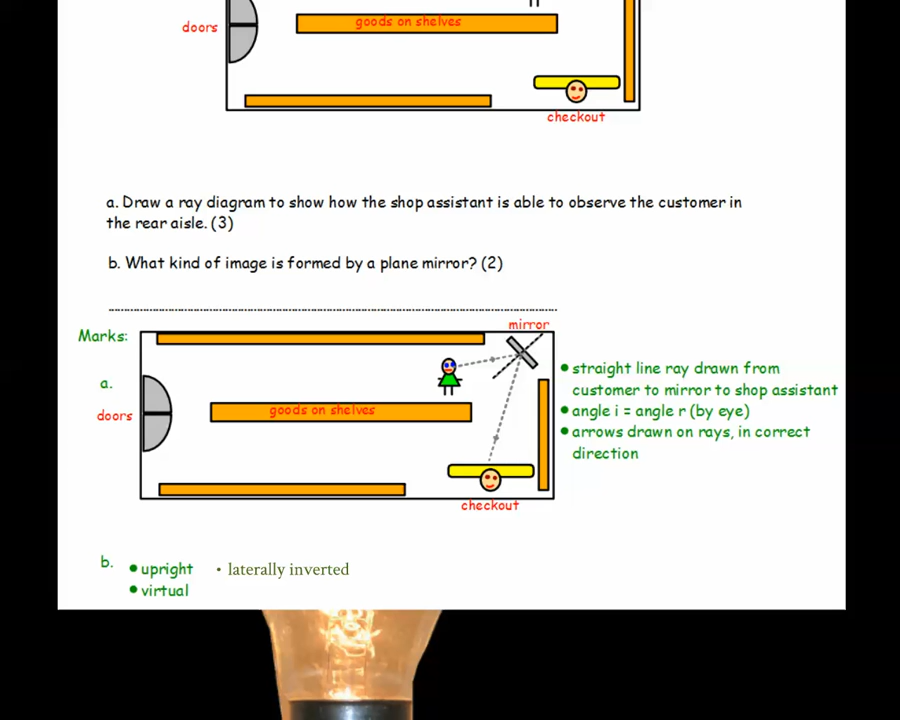 goods on shelves
doors
checkout
a. Draw a ray diagram to show how the shop assistant is able to observe the customer in
the rear aisle. (3)
b. What kind of image is formed by a plane mirror? (2)
Marks:
mirror
a.
doors
goods on shelves
checkout
• straight line ray drawn from
customer to mirror to shop assistant
• angle i = angle r (by eye)
• arrows drawn on rays, in correct
direction
b.
• upright • laterally inverted
• virtual